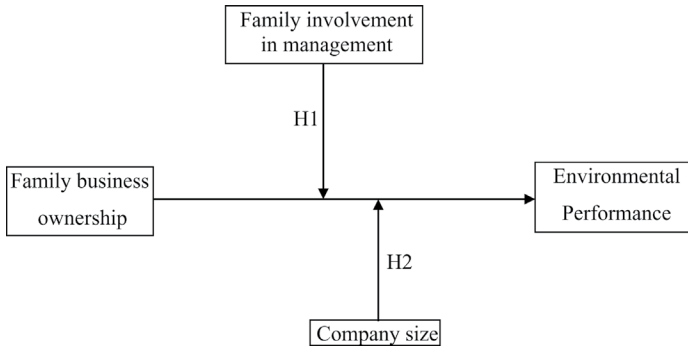 Family involvement
in management
H1
Family business
ownership
Environmental
Performance
H2
Company size